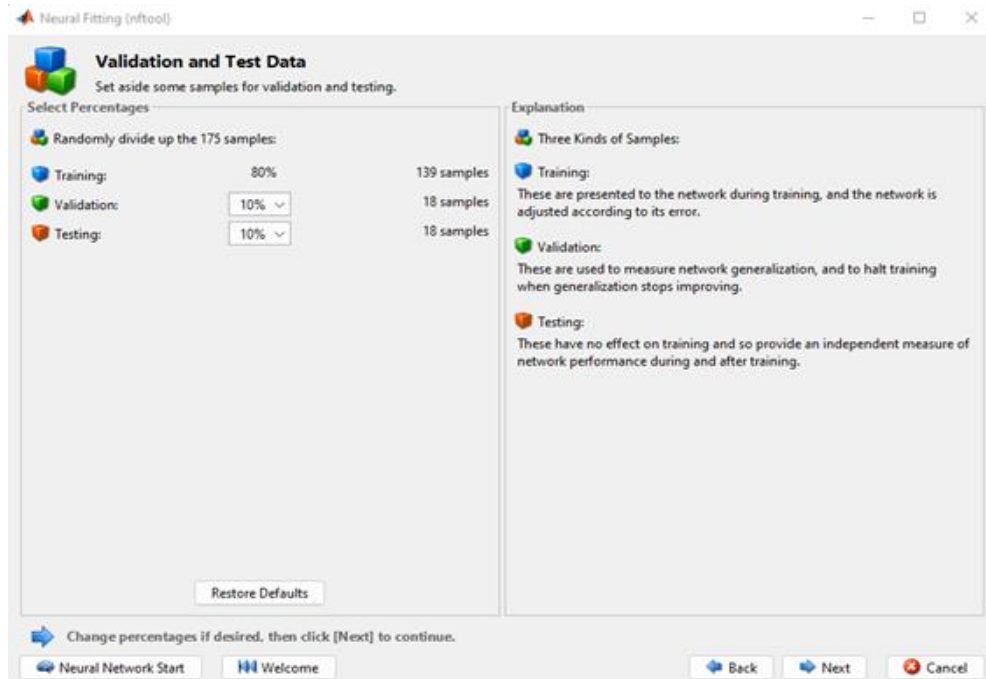 Neural Fitting (nftool)
Validation and Test Data
Set aside some samples for validation and testing.
Select Percentages
Randomly divide up the 175 samples:
Training: 80% 139 samples
Validation: 10% 18 samples
Testing: 10% 18 samples
Restore Defaults
Explanation
Three Kinds of Samples:
Training:
These are presented to the network during training, and the network is
adjusted according to its error.
Validation:
These are used to measure network generalization, and to halt training
when generalization stops improving.
Testing:
These have no effect on training and so provide an independent measure of
network performance during and after training.
Change percentages if desired, then click [Next] to continue.
Neural Network Start Welcome Back Next Cancel